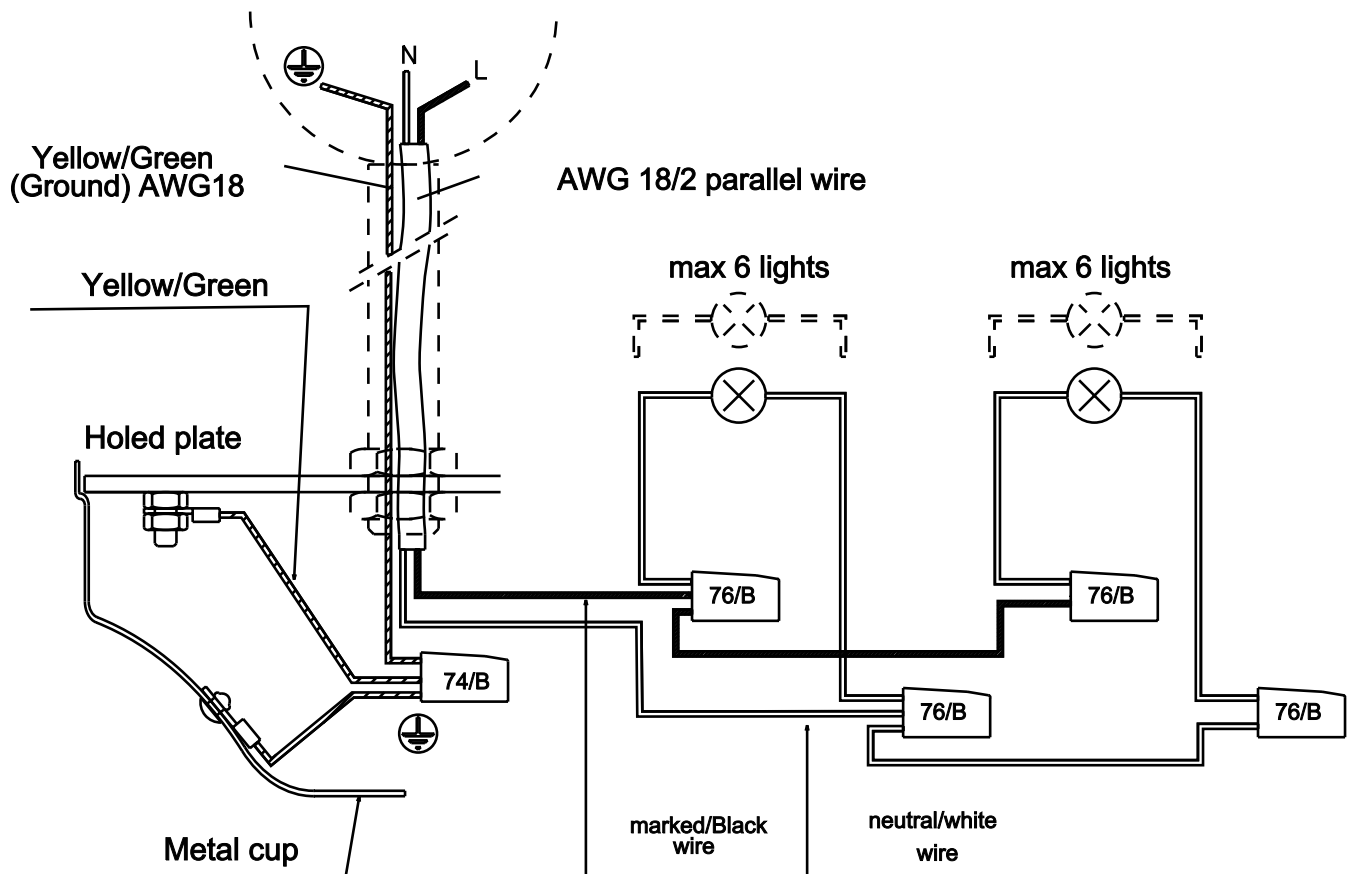 N
L
Yellow/Green
(Ground) AWG18
AWG 18/2 parallel wire
Yellow/Green
max 6 lights
max 6 lights
Holed plate
76/B
76/B
74/B
76/B
76/B
marked/Black
wire
neutral/white
wire
Metal cup